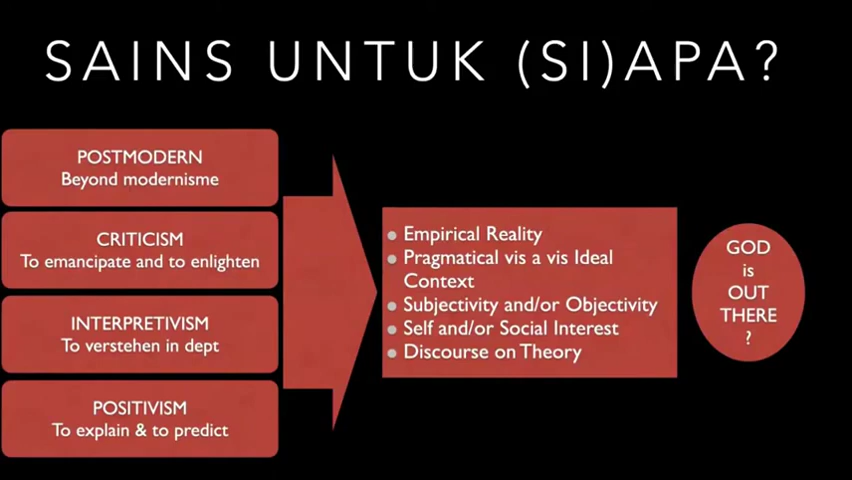 SAINS UNTUK (SI)APA?
POSTMODERN
Beyond modernisme
CRITICISM
To emancipate and to enlighten
INTERPRETIVISM
To verstehen in dept
POSITIVISM
To explain & to predict
Empirical Reality
Pragmatical vis a vis Ideal
Context
Subjectivity and/or Objectivity
Self and/or Social Interest
Discourse on Theory
GOD
is
OUT
THERE
?